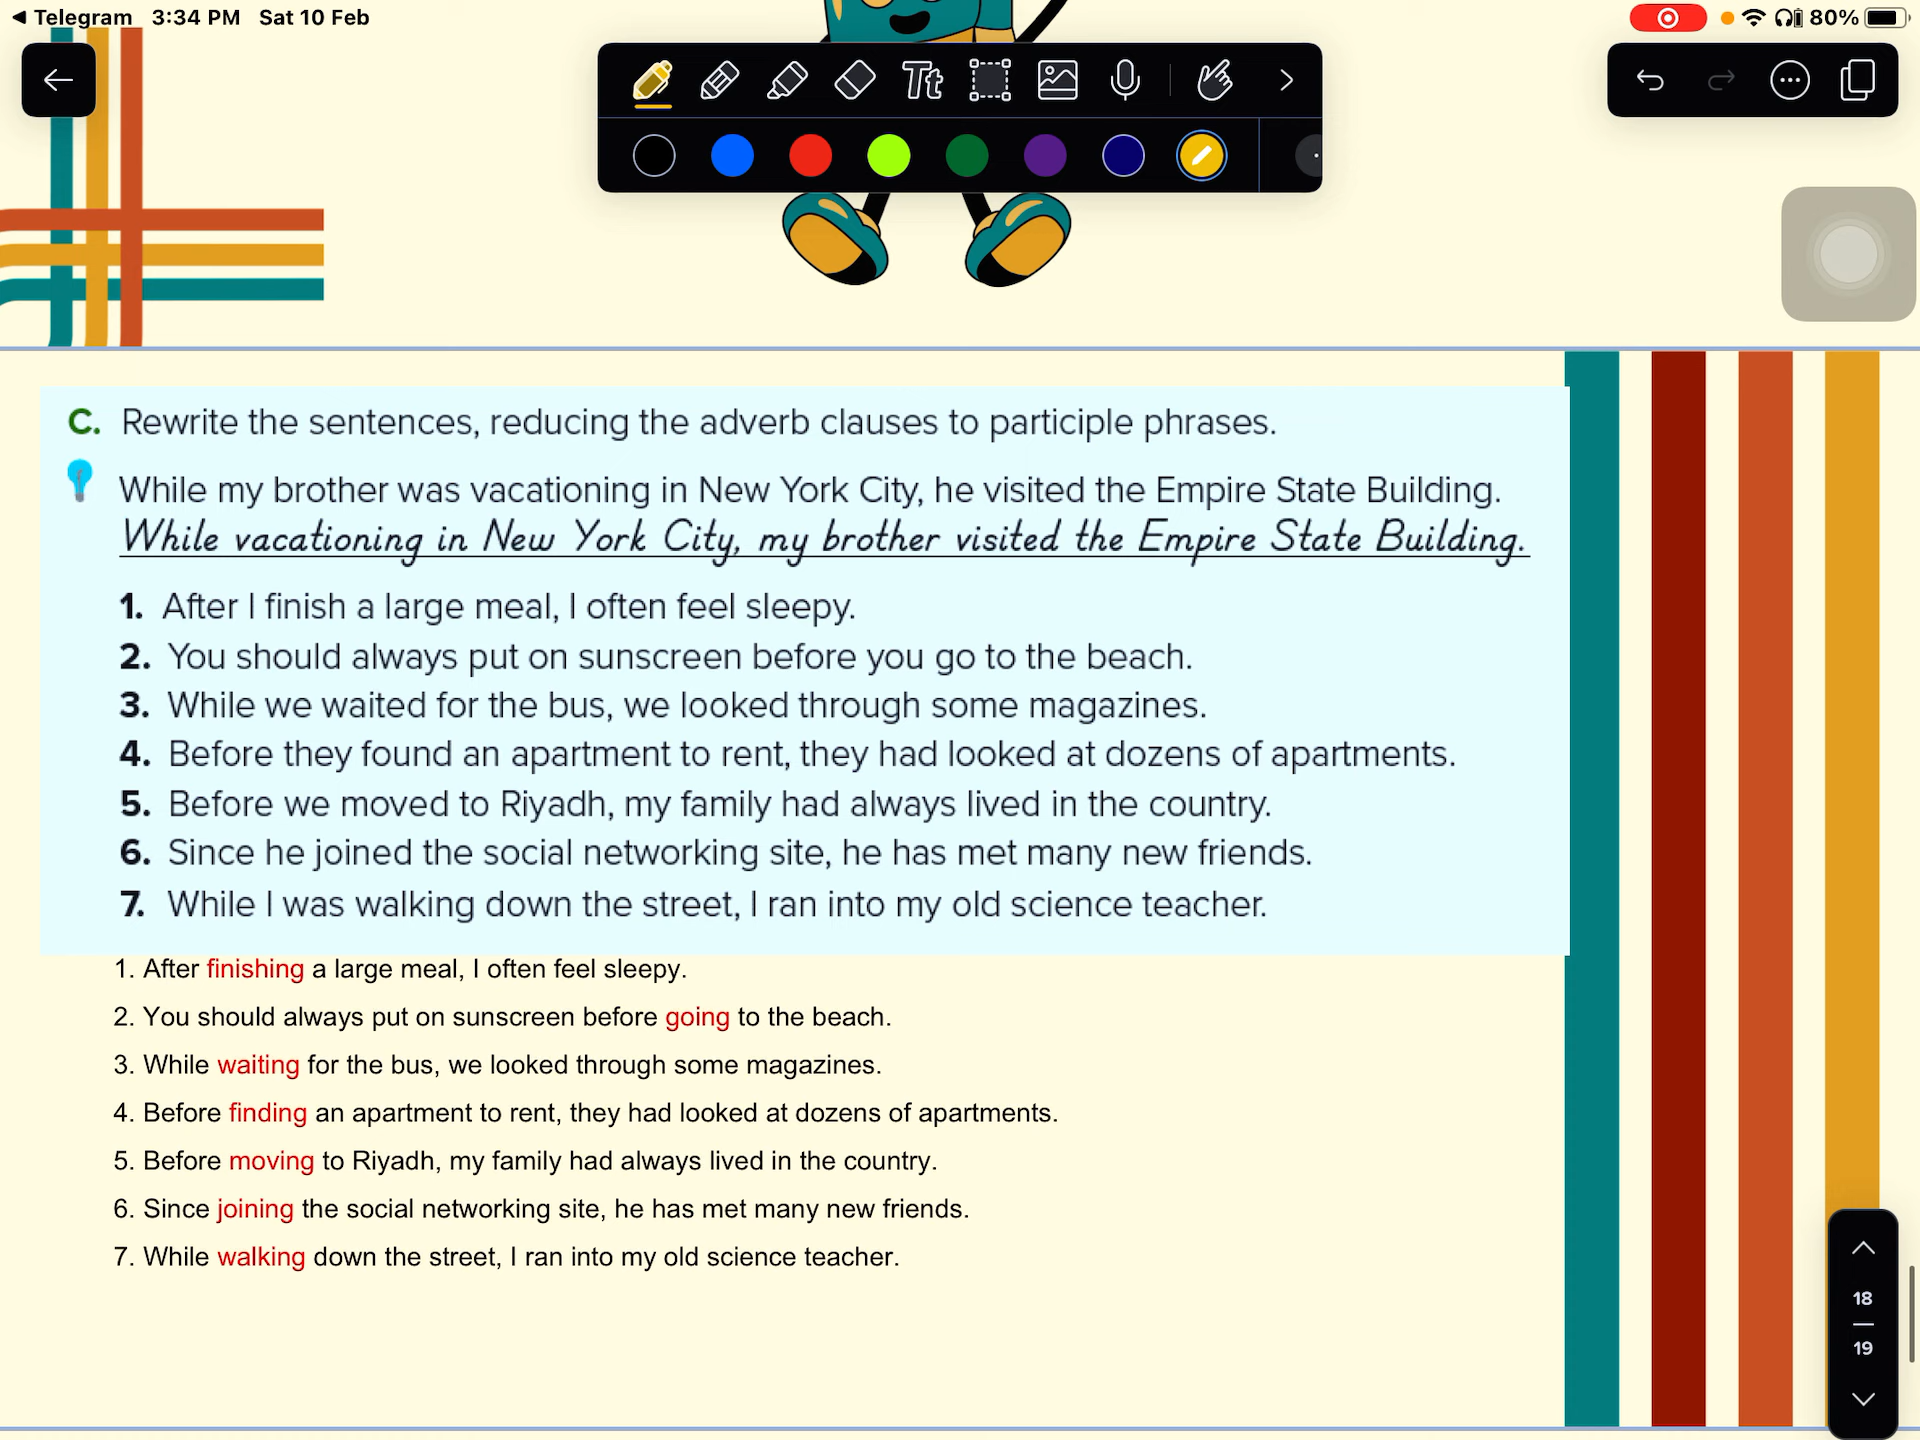 Telegram 3:34 PM Sat 10 Feb
80%
Tt
C. Rewrite the sentences, reducing the adverb clauses to participle phrases.
While my brother was vacationing in New York City, he visited the Empire State Building.
While vacationing in New York City, my brother visited the Empire State Building.
1. After I finish a large meal, I often feel sleepy.
2. You should always put on sunscreen before you go to the beach.
3. While we waited for the bus, we looked through some magazines.
4. Before they found an apartment to rent, they had looked at dozens of apartments.
5. Before we moved to Riyadh, my family had always lived in the country.
6. Since he joined the social networking site, he has met many new friends.
7. While I was walking down the street, I ran into my old science teacher.
1. After finishing a large meal, I often feel sleepy.
2. You should always put on sunscreen before going to the beach.
3. While waiting for the bus, we looked through some magazines.
4. Before finding an apartment to rent, they had looked at dozens of apartments.
5. Before moving to Riyadh, my family had always lived in the country.
6. Since joining the social networking site, he has met many new friends.
7. While walking down the street, I ran into my old science teacher.
18
19